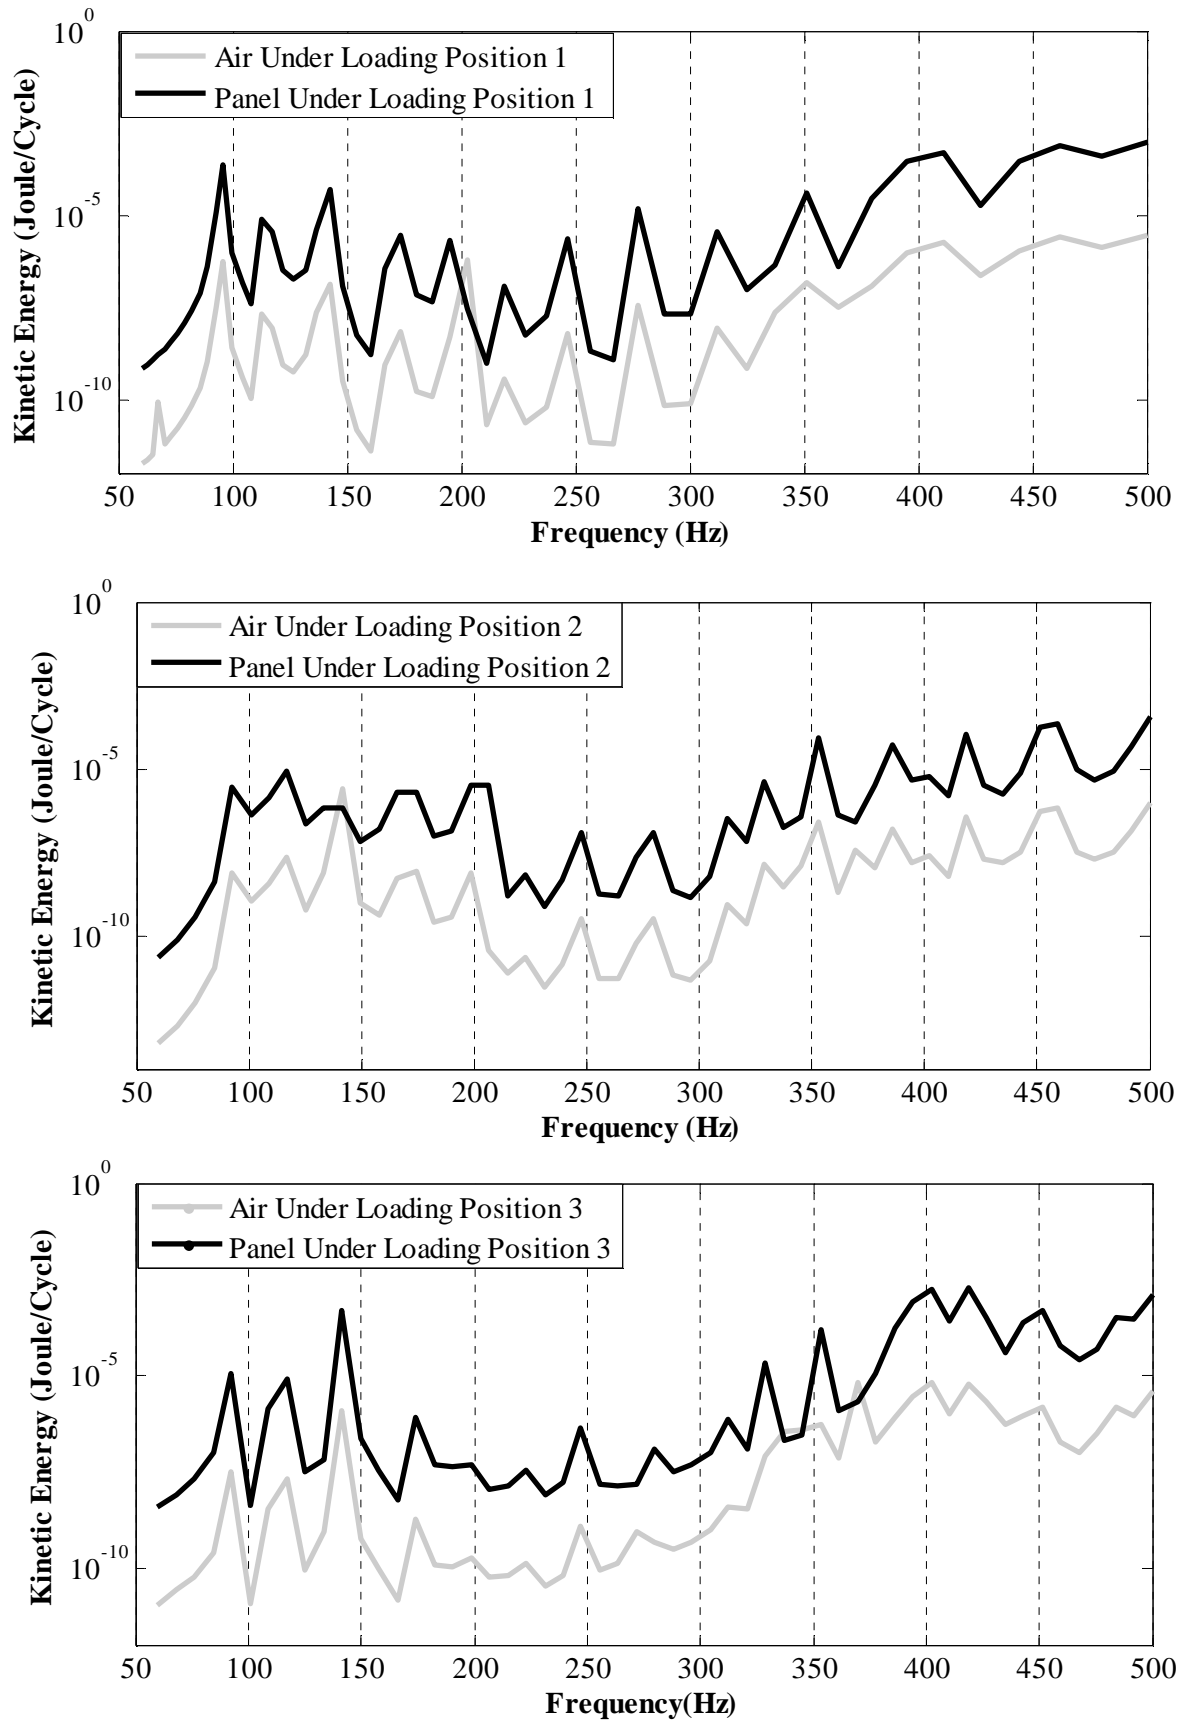 10^0
Air Under Loading Position 1
Panel Under Loading Position 1
Kinetic Energy (Joule/Cycle)
10^-5
10^-10
50 100 150 200 250 300 350 400 450 500
Frequency (Hz)
10^0
Air Under Loading Position 2
Panel Under Loading Position 2
Kinetic Energy (Joule/Cycle)
10^-5
10^-10
50 100 150 200 250 300 350 400 450 500
Frequency (Hz)
10^0
Air Under Loading Position 3
Panel Under Loading Position 3
Kinetic Energy (Joule/Cycle)
10^-5
10^-10
50 100 150 200 250 300 350 400 450 500
Frequency(Hz)